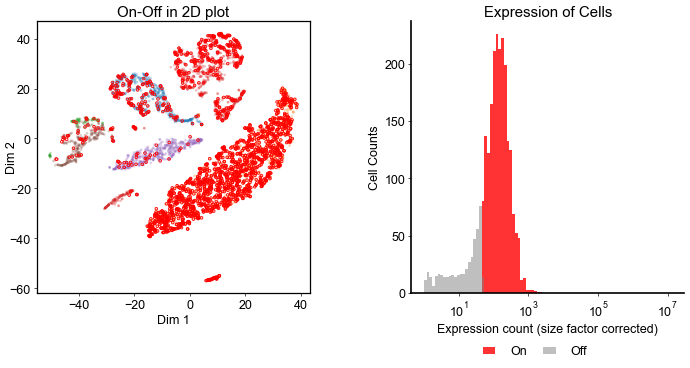 On-Off in 2D plot
Dim 2
40
20
0
−20
−40
−60
−40 −20 0 20 40
Dim 1
Expression of Cells
Cell Counts
200
150
100
50
0
10^1 10^3 10^5 10^7
Expression count (size factor corrected)
On Off